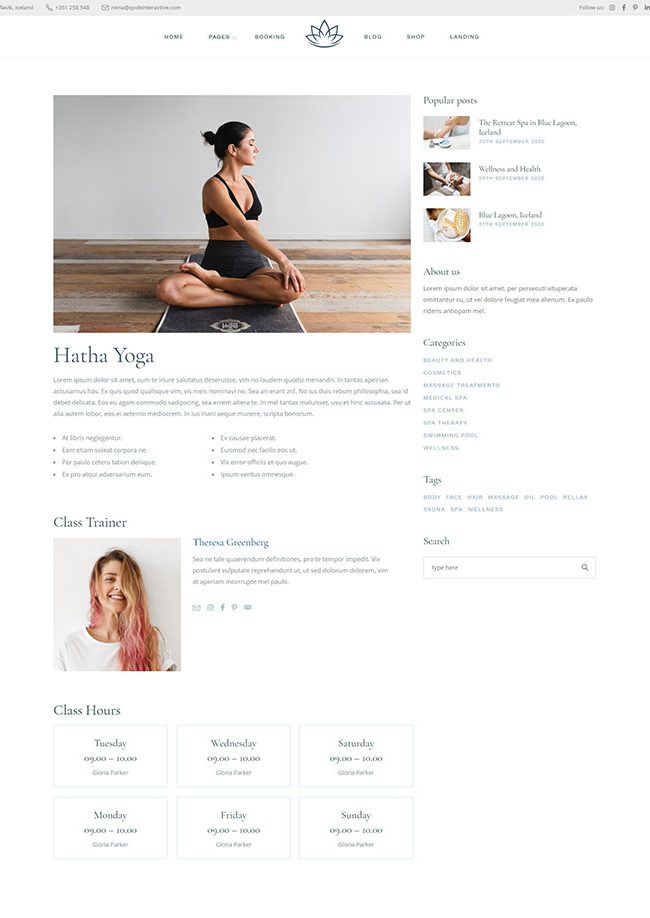 Iceland
+351 258 548
reina@qodeinteractive.com
Follow us:
HOME
PAGES
BOOKING
BLOG
SHOP
LANDING
Hatha Yoga
Lorem ipsum dolor sit amet, cum te iriure salutatus deseruisse, vim no laudem quodsi menandri. In tantas apeirian
accusamus has. Ex quis quod qualisque vim, vis meis nominavi no. Sea an erant zril. No ius duis rebum philosophia, sea id
debet delicata. Eos eu agam commodo sadipscing, sea errem altera te. In mel tantas maluisset, usu et hinc accusata. Per ut
alia autem lobor, eos ei aeterno mediocrem. In ius inani aeque munere, scripta bonorum.
At libris neglegentur.
Eam etiam soleat corpora ne.
Per paulo cetero tation denique.
Ex pro atqui adversarium eum.
Ex causae placerat.
Euismod nec facilis eos ut.
Vix error officiis et quo augue.
Ipsum veritus omnesque.
Class Trainer
Theresa Greenberg
Sea ne tale quaerendum definitiones, pro te tempor impedit. Vix
postulant vulputate reprehendunt ut, ut sed dolorum dolorem, vim
at aperiam incorrupte mel paulo.
Class Hours
Tuesday
09.00 – 10.00
Gloria Parker
Wednesday
09.00 – 10.00
Gloria Parker
Saturday
09.00 – 10.00
Gloria Parker
Monday
09.00 – 10.00
Gloria Parker
Friday
09.00 – 10.00
Gloria Parker
Sunday
09.00 – 10.00
Gloria Parker
Popular posts
The Retreat Spa in Blue Lagoon,
Iceland
30TH SEPTEMBER 2020
Wellness and Health
29TH SEPTEMBER 2020
Blue Lagoon, Iceland
27TH SEPTEMBER 2020
About us
Lorem ipsum dolor sit amet, per persecuti vituperata
omittantur cu, ut vel dolore feugiat mea alienum. Ex paulo
ridens antiopam mel.
Categories
BEAUTY AND HEALTH
COSMETICS
MASSAGE TREATMENTS
MEDICAL SPA
SPA CENTER
SPA THERAPY
SWIMMING POOL
WELLNESS
Tags
BODY FACE HAIR MASSAGE OIL POOL RELLAX
SAUNA SPA WELLNESS
Search
type here